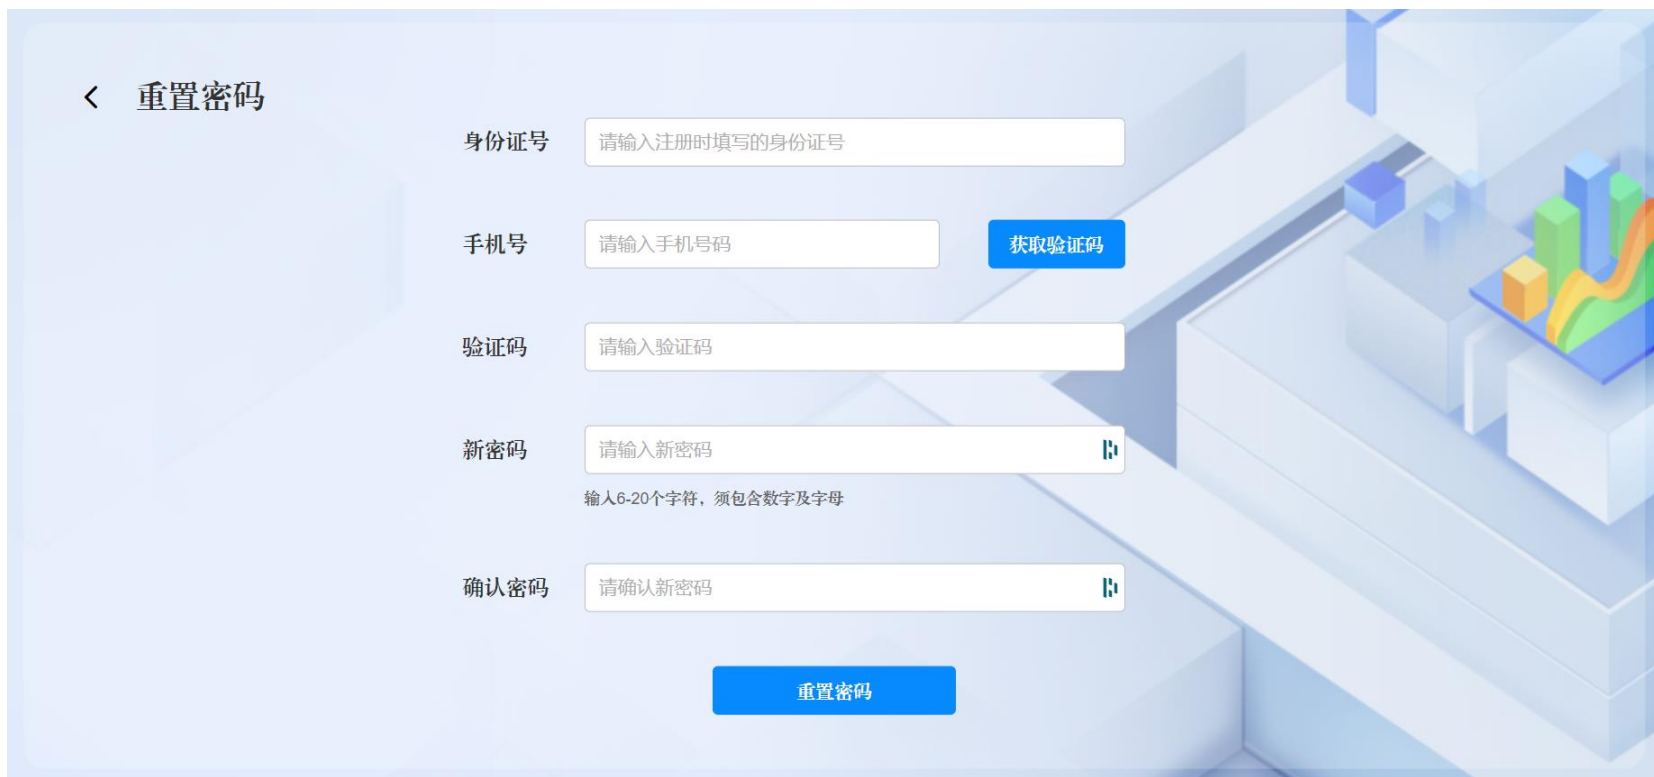 重置密码
身份证号 请输入注册时填写的身份证号
手机号 请输入手机号码 获取验证码
验证码 请输入验证码
新密码 请输入新密码
输入6-20个字符，须包含数字及字母
确认密码 请确认新密码
重置密码